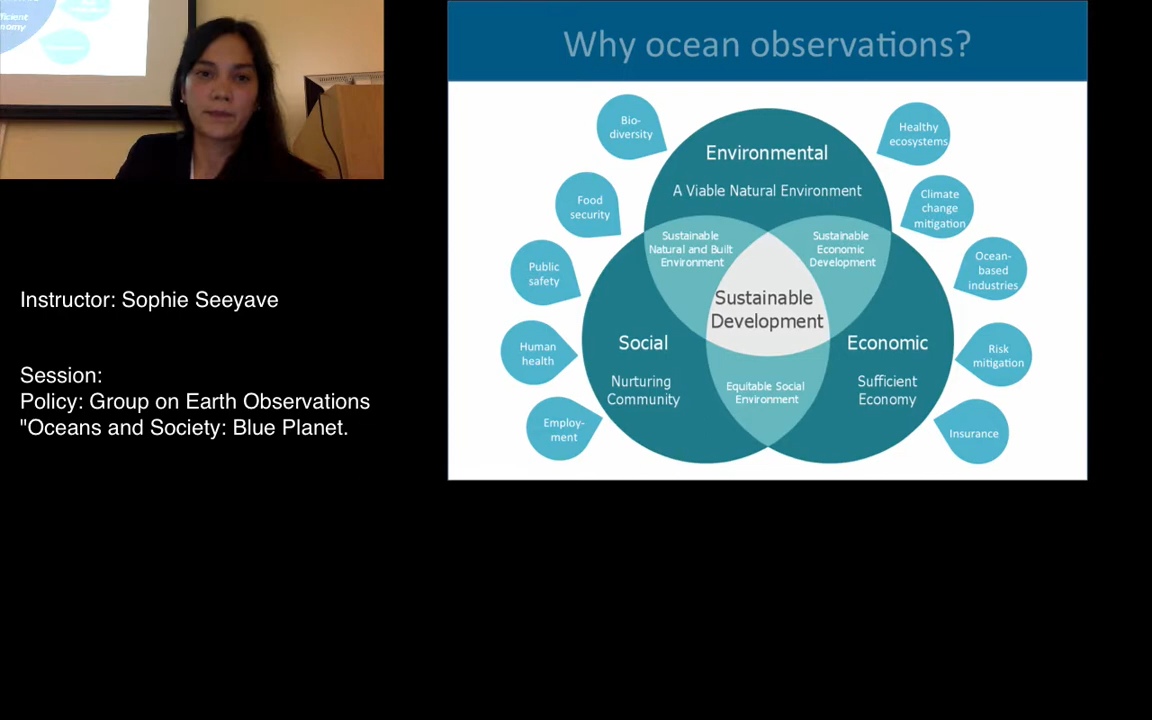 fficient
nomy
Instructor: Sophie Seeyave
Session:
Policy: Group on Earth Observations
"Oceans and Society: Blue Planet.
Why ocean observations?
Bio-
diversity
Food
security
Public
safety
Human
health
Employ-
ment
Environmental
A Viable Natural Environment
Sustainable
Natural and Built
Environment
Sustainable
Economic
Development
Sustainable
Development
Social
Nurturing
Community
Equitable Social
Environment
Economic
Sufficient
Economy
Healthy
ecosystems
Climate
change
mitigation
Ocean-
based
industries
Risk
mitigation
Insurance